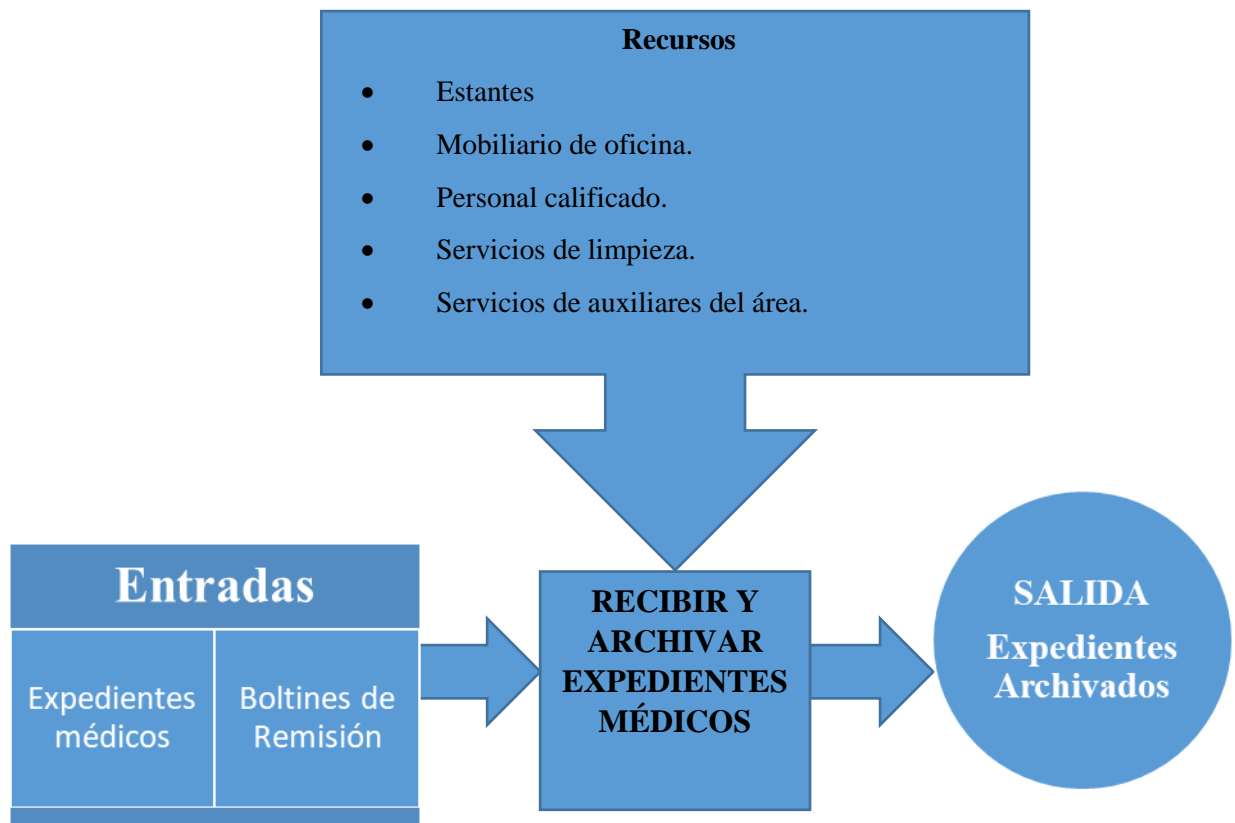 Recursos
• Estantes
• Mobiliario de oficina.
• Personal calificado.
• Servicios de limpieza.
• Servicios de auxiliares del área.
Entradas
Expedientes
médicos
Boltines de
Remisión
RECIBIR Y
ARCHIVAR
EXPEDIENTES
MÉDICOS
SALIDA
Expedientes
Archivados